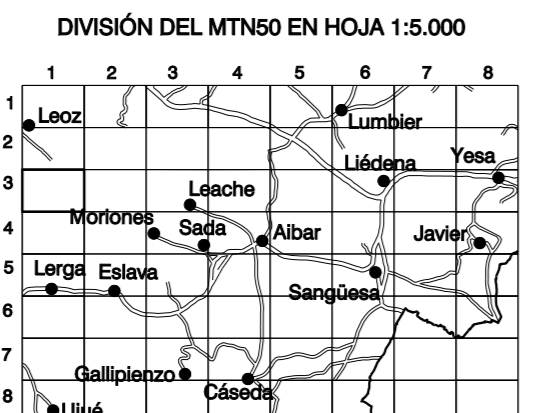 DIVISIÓN DEL MTN50 EN HOJA 1:5.000
1 2 3 4 5 6 7 8
1
Leoz
Lumbier
2
Liédena
Yesa
3
Leache
Moriones
4
Sada
Aibar
Javier
5
Lerga
Eslava
Sangüesa
6
7
Gallipienzo
Cáseda
8
Ujué